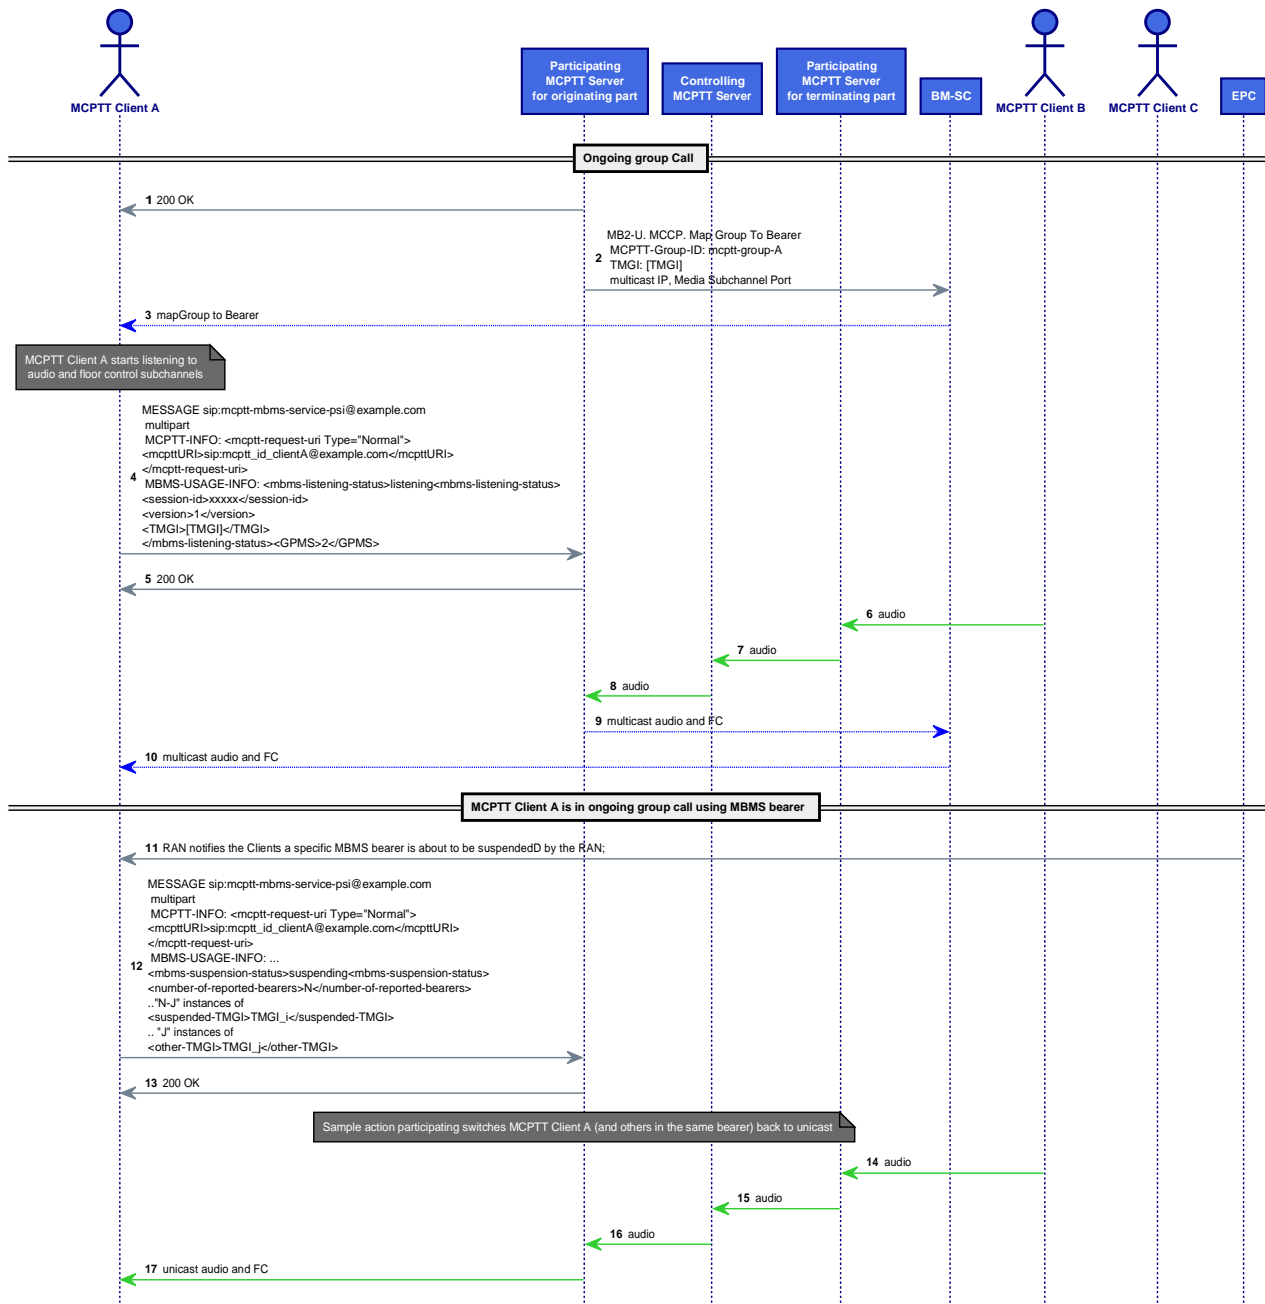 MCPTT Client A
Participating
MCPTT Server
for originating part
Controlling
MCPTT Server
Participating
MCPTT Server
for terminating part
BM-SC
MCPTT Client B
MCPTT Client C
EPC
Ongoing group Call
1 200 OK
MB2-U. MCCP. Map Group To Bearer
MCPTT-Group-ID: mcptt-group-A
2
TMGI: [TMGI]
multicast IP, Media Subchannel Port
3 mapGroup to Bearer
MCPTT Client A starts listening to
audio and floor control subchannels
MESSAGE sip:mcptt-mbms-service-psi@example.com
multipart
MCPTT-INFO: <mcptt-request-uri Type="Normal">
<mcpttURI>sip:mcptt_id_clientA@example.com</mcpttURI>
</mcptt-request-uri>
4
MBMS-USAGE-INFO: <mbms-listening-status>listening<mbms-listening-status>
<session-id>xxxxx</session-id>
<version>1</version>
<TMGI>[TMGI]</TMGI>
</mbms-listening-status><GPMS>2</GPMS>
5 200 OK
6 audio
7 audio
8 audio
9 multicast audio and FC
10 multicast audio and FC
MCPTT Client A is in ongoing group call using MBMS bearer
11 RAN notifies the Clients a specific MBMS bearer is about to be suspendedD by the RAN;
MESSAGE sip:mcptt-mbms-service-psi@example.com
multipart
MCPTT-INFO: <mcptt-request-uri Type="Normal">
<mcpttURI>sip:mcptt_id_clientA@example.com</mcpttURI>
</mcptt-request-uri>
MBMS-USAGE-INFO: ...
12
<mbms-suspension-status>suspending<mbms-suspension-status>
<number-of-reported-bearers>N</number-of-reported-bearers>
.."N-J" instances of
<suspended-TMGI>TMGI_i</suspended-TMGI>
.. "J" instances of
<other-TMGI>TMGI_j</other-TMGI>
13 200 OK
Sample action participating switches MCPTT Client A (and others in the same bearer) back to unicast
14 audio
15 audio
16 audio
17 unicast audio and FC